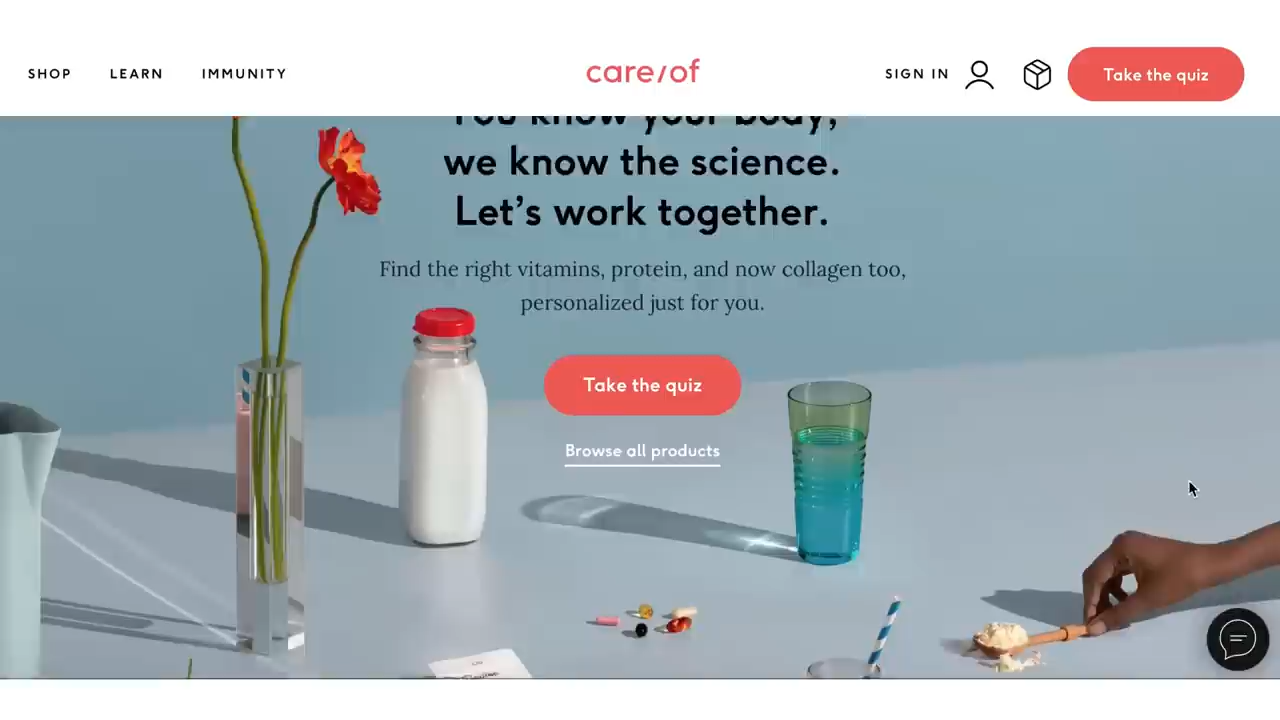 SHOP LEARN IMMUNITY care/of SIGN IN Take the quiz
You know your body,
we know the science.
Let's work together.
Find the right vitamins, protein, and now collagen too,
personalized just for you.
Take the quiz
Browse all products